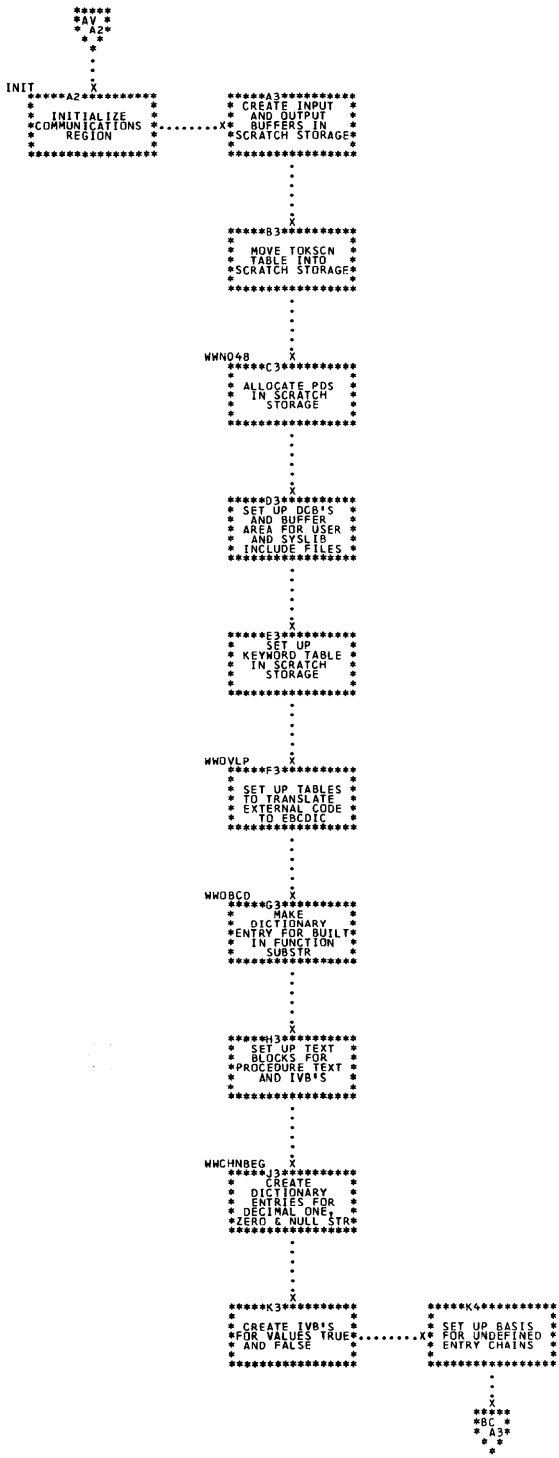 AV
A2
INIT
A2
INITIALIZE
COMMUNICATIONS
REGION
A3
CREATE INPUT
AND OUTPUT
BUFFERS IN
SCRATCH STORAGE
B3
MOVE TOKSCN
TABLE INTO
SCRATCH STORAGE
WWNO48
C3
ALLOCATE PDS
IN SCRATCH
STORAGE
D3
SET UP DCB'S
AND BUFFER
AREA FOR USER
AND SYSLIB
INCLUDE FILES
E3
SET UP
KEYWORD TABLE
IN SCRATCH
STORAGE
WWOVLP
F3
SET UP TABLES
TO TRANSLATE
EXTERNAL CODE
TO EBCDIC
WWOBCD
G3
MAKE
DICTIONARY
ENTRY FOR BUILT
IN FUNCTION
SUBSTR
H3
SET UP TEXT
BLOCKS FOR
PROCEDURE TEXT
AND IVB'S
WWCHNBEG
J3
CREATE
DICTIONARY
ENTRIES FOR
DECIMAL ONE,
ZERO & NULL STR
K3
CREATE IVB'S
FOR VALUES TRUE
AND FALSE
K4
SET UP BASIS
FOR UNDEFINED
ENTRY CHAINS
BC
A3